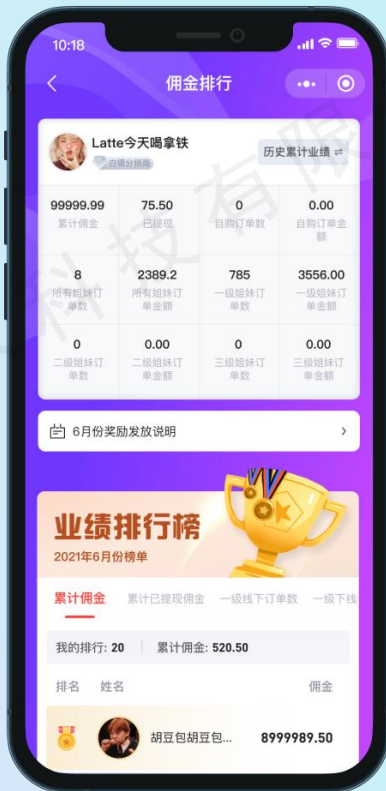 10:18
佣金排行
Latte今天喝拿铁
白银分销商
历史累计业绩
99999.99
75.50
0
0.00
累计佣金
已提现
自购订单数
自购订单金
额
8
2389.2
785
3556.00
所有姐妹订
单数
所有姐妹订
单金额
一级姐妹订
单数
一级姐妹订
单金额
0
0.00
0
0.00
二级姐妹订
单数
二级姐妹订
单金额
三级姐妹订
单数
三级姐妹订
单金额
6月份奖励发放说明
业绩排行榜
2021年6月份榜单
累计佣金
累计已提现佣金
一级线下订单数
一级下线
我的排行: 20
累计佣金: 520.50
排名
姓名
佣金
胡豆包胡豆包...
8999989.50
科技有限